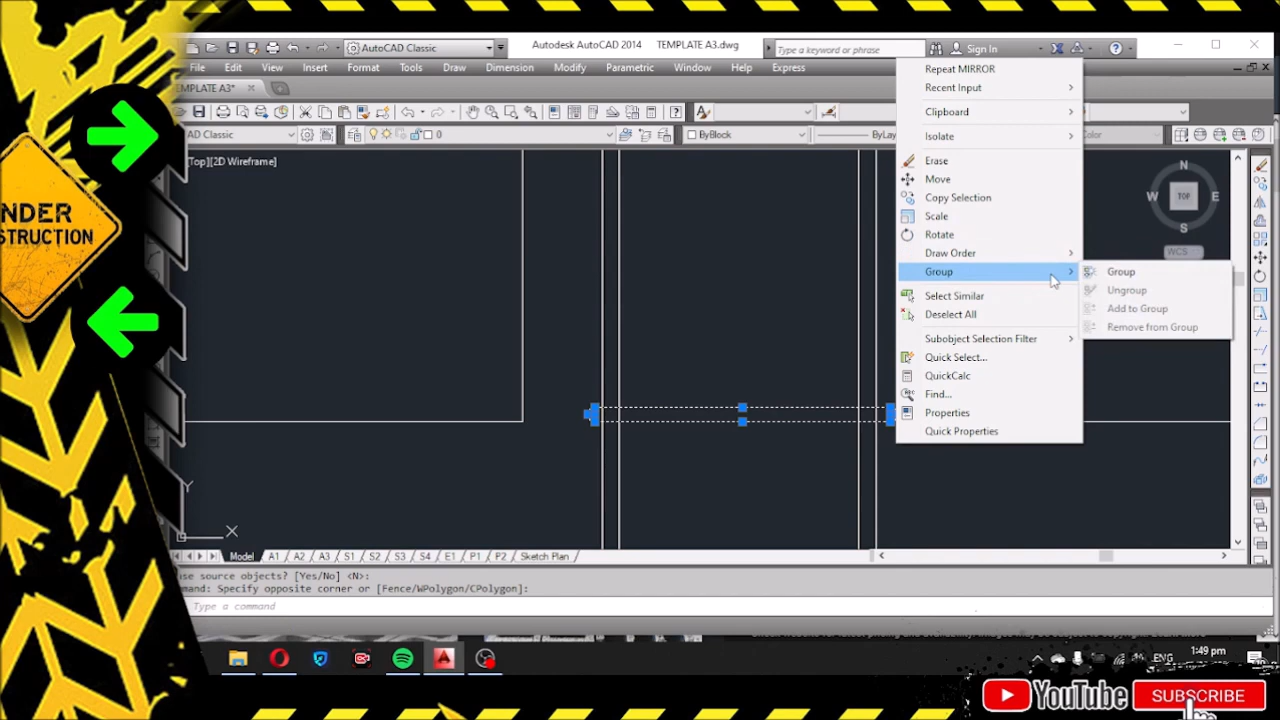 AutoCAD Classic
Autodesk AutoCAD 2014 TEMPLATE A3.dwg
Type a keyword or phrase
Sign In
File Edit View Insert Format Tools Draw Dimension Modify Parametric Window Help Express
EMPLATE A3*
AD Classic
0
ByBlock
ByLay
Color
[Top][2D Wireframe]
Repeat MIRROR
Recent Input
Clipboard
Isolate
Erase
Move
Copy Selection
Scale
Rotate
Draw Order
Group
Select Similar
Deselect All
Subobject Selection Filter
Quick Select...
QuickCalc
Find...
Properties
Quick Properties
Group
Ungroup
Add to Group
Remove from Group
N
W TOP E
S
WCS
NDER
STRUCTION
Y
X
Model A1 A2 A3 S1 S2 S3 S4 E1 P1 P2 Sketch Plan
ase source objects? [Yes/No] <N>:
ommand: Specify opposite corner or [Fence/WPolygon/CPolygon]:
Type a command
ENG
1:49 pm
YouTube
SUBSCRIBE